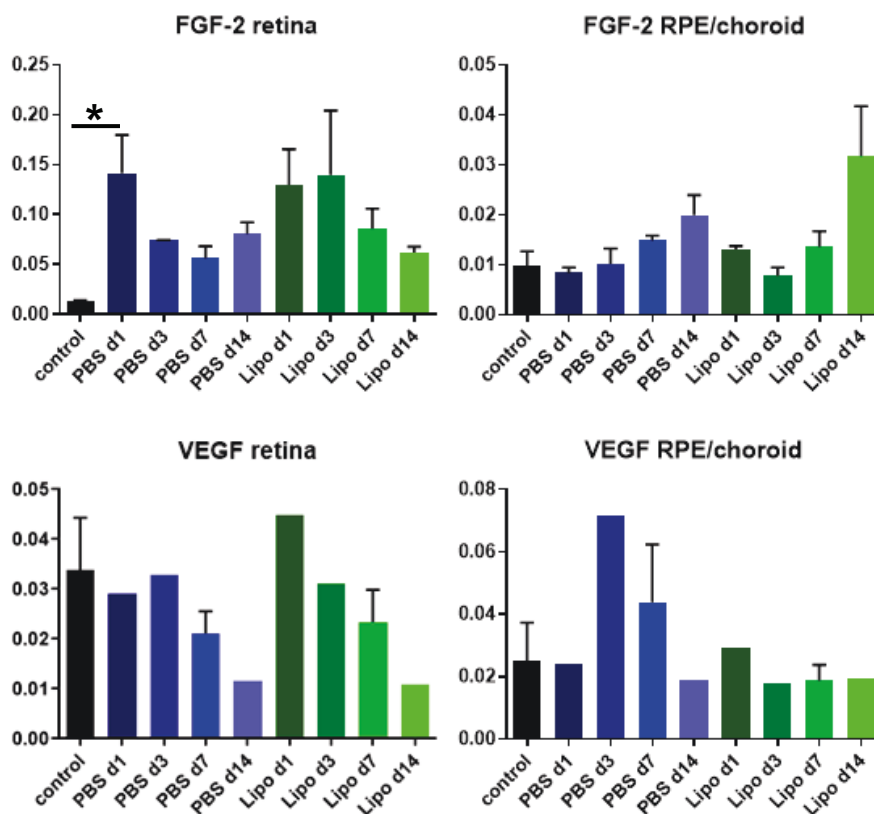 FGF-2 retina
0.25
0.20
0.15
0.10
0.05
0.00
*
control
PBS d1
PBS d3
PBS d7
PBS d14
Lipo d1
Lipo d3
Lipo d7
Lipo d14
FGF-2 RPE/choroid
0.05
0.04
0.03
0.02
0.01
0.00
control
PBS d1
PBS d3
PBS d7
PBS d14
Lipo d1
Lipo d3
Lipo d7
Lipo d14
VEGF retina
0.05
0.04
0.03
0.02
0.01
0.00
control
PBS d1
PBS d3
PBS d7
PBS d14
Lipo d1
Lipo d3
Lipo d7
Lipo d14
VEGF RPE/choroid
0.08
0.06
0.04
0.02
0.00
control
PBS d1
PBS d3
PBS d7
PBS d14
Lipo d1
Lipo d3
Lipo d7
Lipo d14